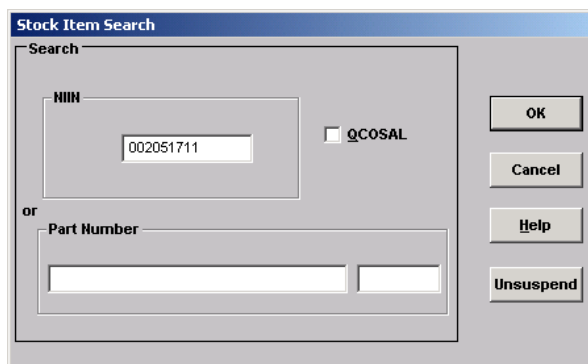 Stock Item Search
Search
NIIN
002051711
QCOSAL
or
Part Number
OK
Cancel
Help
Unsuspend